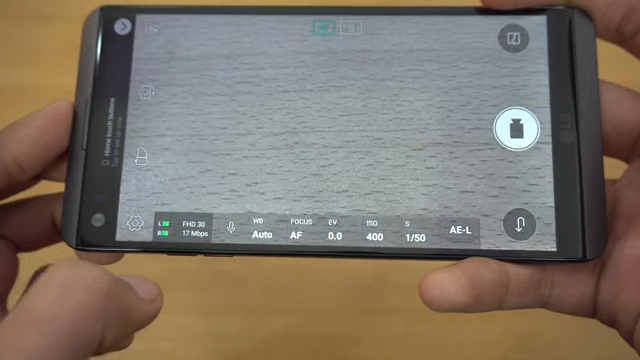 Home touch buttons
L
R
FHD 30
17 Mbps
WB
Auto
FOCUS
AF
EV
0.0
ISO
400
S
1/50
AE-L
LG